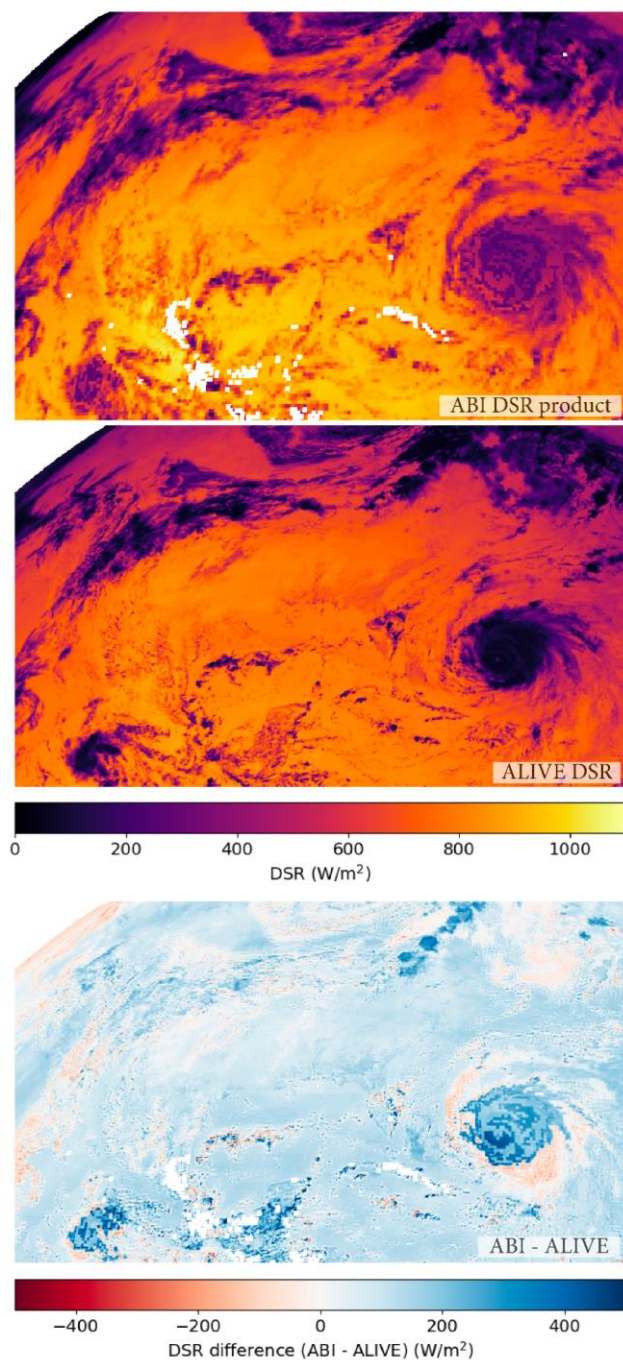 ABI DSR product
ALIVE DSR
0 200 400 600 800 1000
DSR (W/m²)
ABI - ALIVE
−400 −200 0 200 400
DSR difference (ABI - ALIVE) (W/m²)